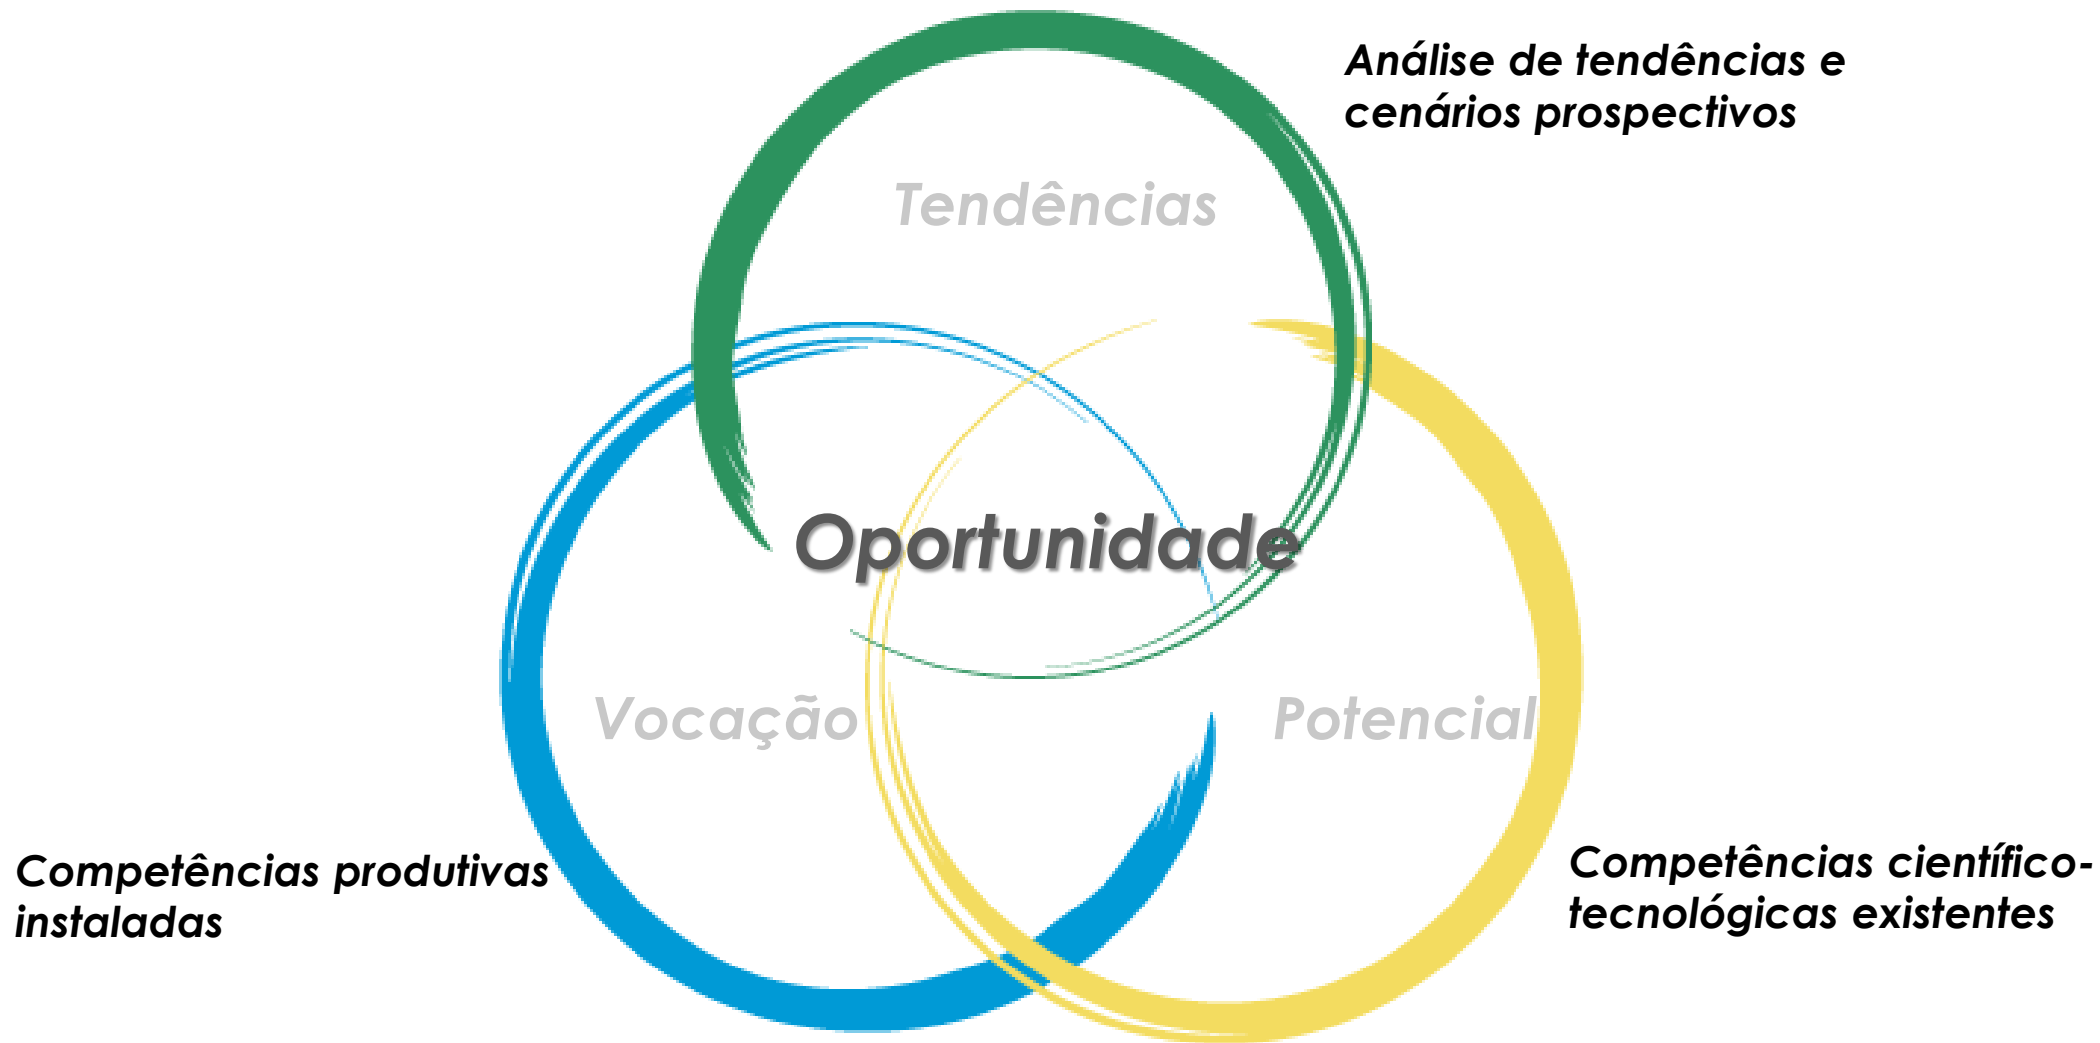 Análise de tendências e
cenários prospectivos
Tendências
Oportunidade
Vocação
Potencial
Competências produtivas
instaladas
Competências científico-
tecnológicas existentes